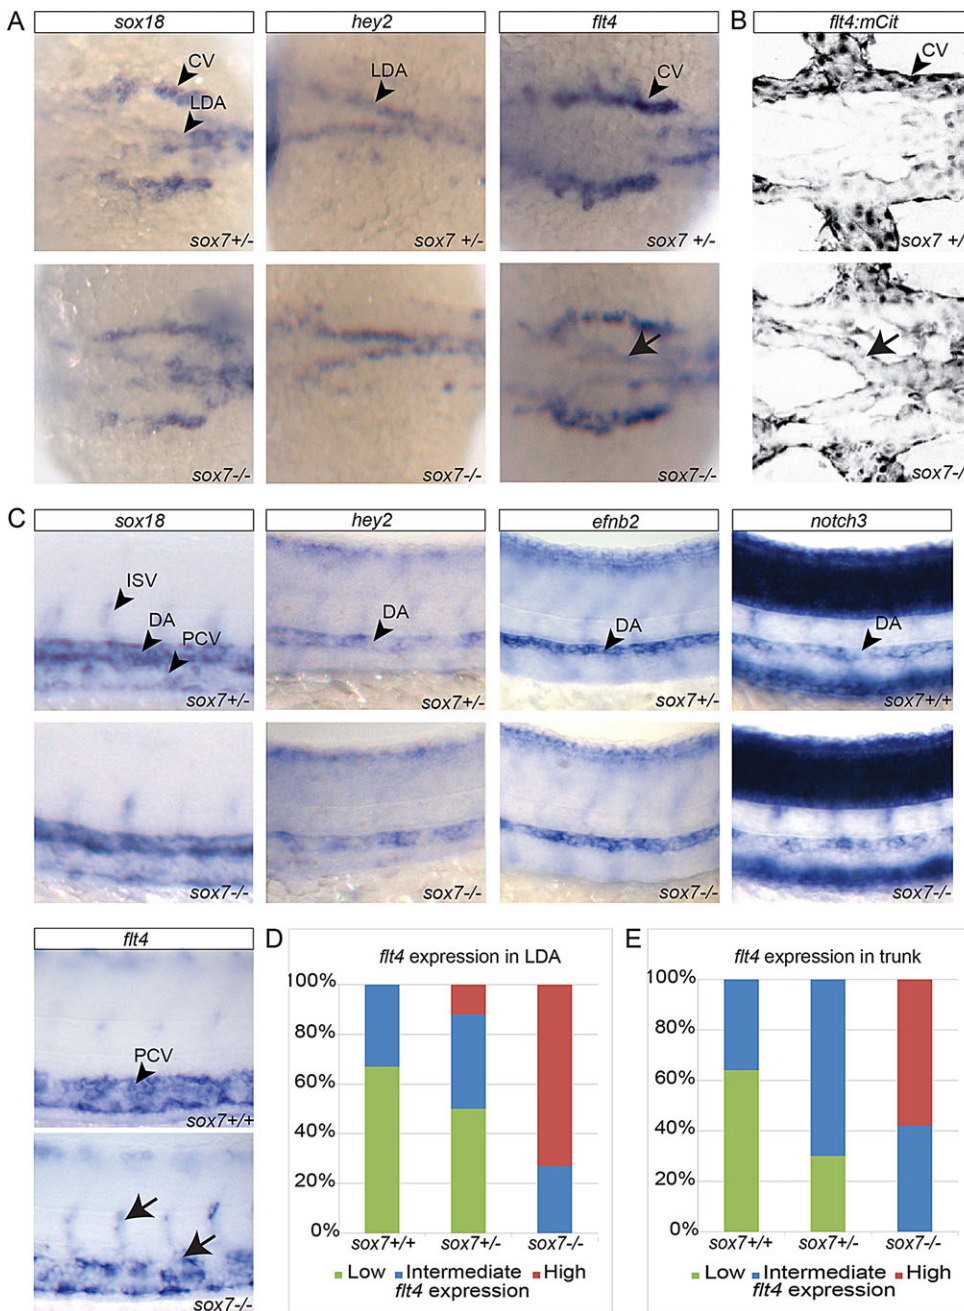 A
sox18
hey2
flt4
B
flt4:mCit
CV
LDA
sox7+/-
LDA
sox7 +/-
CV
sox7 +/-
CV
sox7 +/-
sox7-/-
sox7-/-
sox7-/-
sox7-/-
C
sox18
hey2
efnb2
notch3
ISV
DA
PCV
sox7+/-
DA
sox7+/-
DA
sox7+/-
DA
sox7+/+
sox7-/-
sox7-/-
sox7-/-
sox7-/-
flt4
PCV
sox7+/+
sox7-/-
D
flt4 expression in LDA
100%
80%
60%
40%
20%
0%
sox7+/+ sox7+/- sox7-/-
Low Intermediate High
flt4 expression
E
flt4 expression in trunk
100%
80%
60%
40%
20%
0%
sox7+/+ sox7+/- sox7-/-
Low Intermediate High
flt4 expression